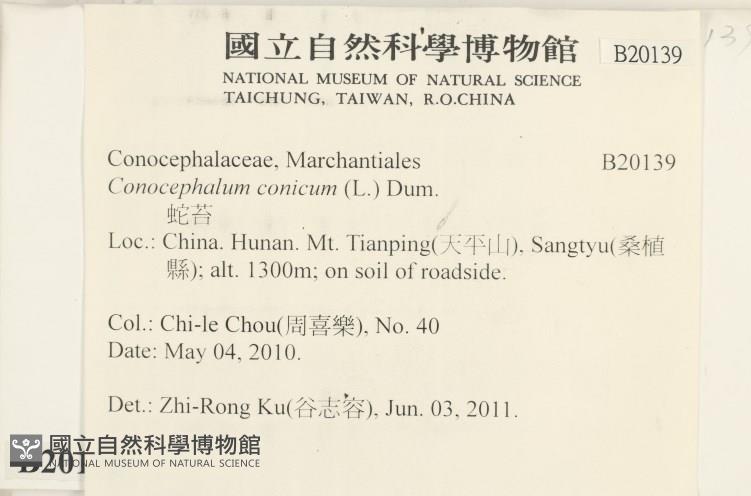 國立自然科學博物館
B20139
NATIONAL MUSEUM OF NATURAL SCIENCE
TAICHUNG, TAIWAN, R.O.CHINA
Conocephalaceae, Marchantiales B20139
Conocephalum conicum (L.) Dum.
蛇苔
Loc.: China. Hunan. Mt. Tianping(天平山), Sangtyu(桑植
縣); alt. 1300m; on soil of roadside.
Col.: Chi-le Chou(周喜樂), No. 40
Date: May 04, 2010.
Det.: Zhi-Rong Ku(谷志容), Jun. 03, 2011.
國立自然科學博物館
NATIONAL MUSEUM OF NATURAL SCIENCE